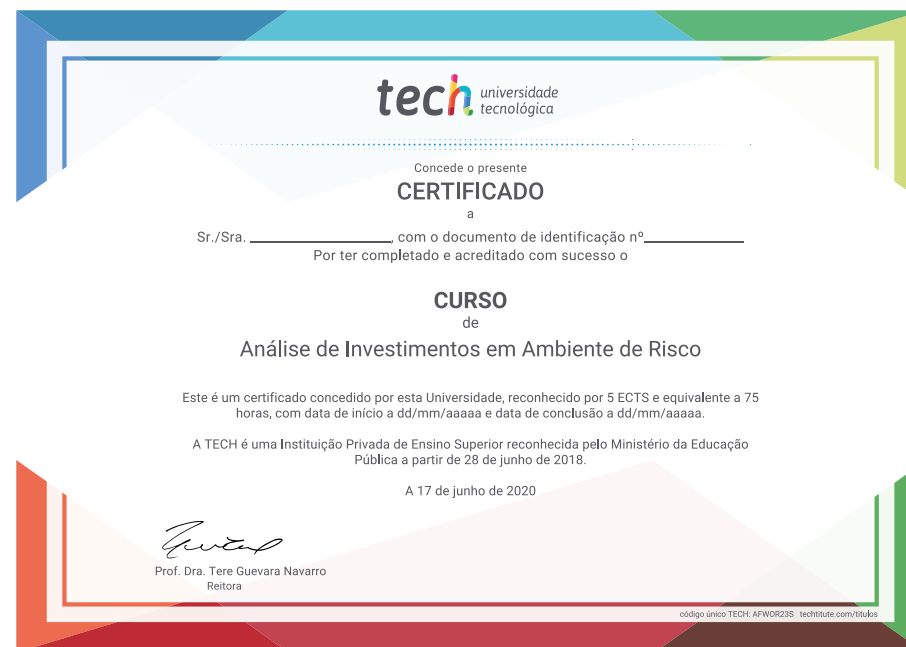 tech universidade
tecnológica
Concede o presente
CERTIFICADO
a
Sr./Sra. , com o documento de identificação nº
Por ter completado e acreditado com sucesso o
CURSO
de
Análise de Investimentos em Ambiente de Risco
Este é um certificado concedido por esta Universidade, reconhecido por 5 ECTS e equivalente a 75
horas, com data de início a dd/mm/aaaaa e data de conclusão a dd/mm/aaaaa.
A TECH é uma Instituição Privada de Ensino Superior reconhecida pelo Ministério da Educação
Pública a partir de 28 de junho de 2018.
A 17 de junho de 2020
Prof. Dra. Tere Guevara Navarro
Reitora
código único TECH: AFWOR23S techtitute.com/titulos